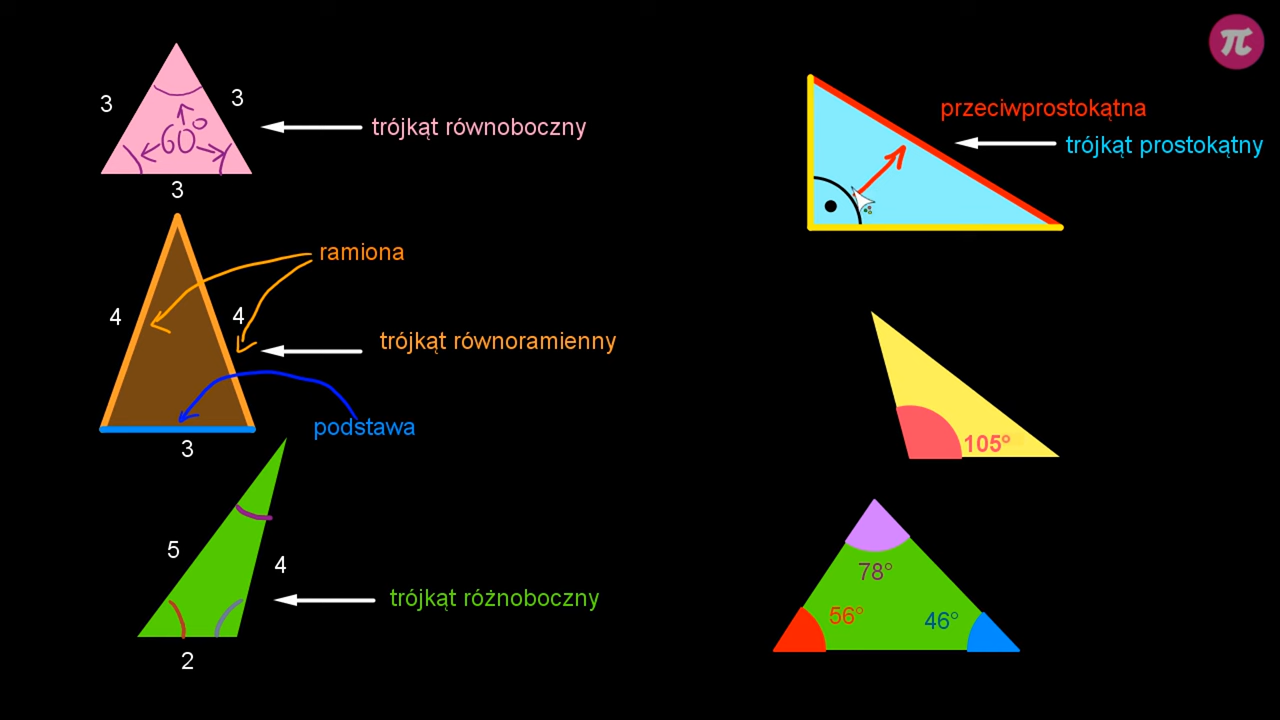 3
3
60°
3
trójkąt równoboczny
ramiona
4
4
trójkąt równoramienny
podstawa
3
5
4
2
trójkąt różnoboczny
π
przeciwprostokątna
trójkąt prostokątny
105°
78°
56°
46°